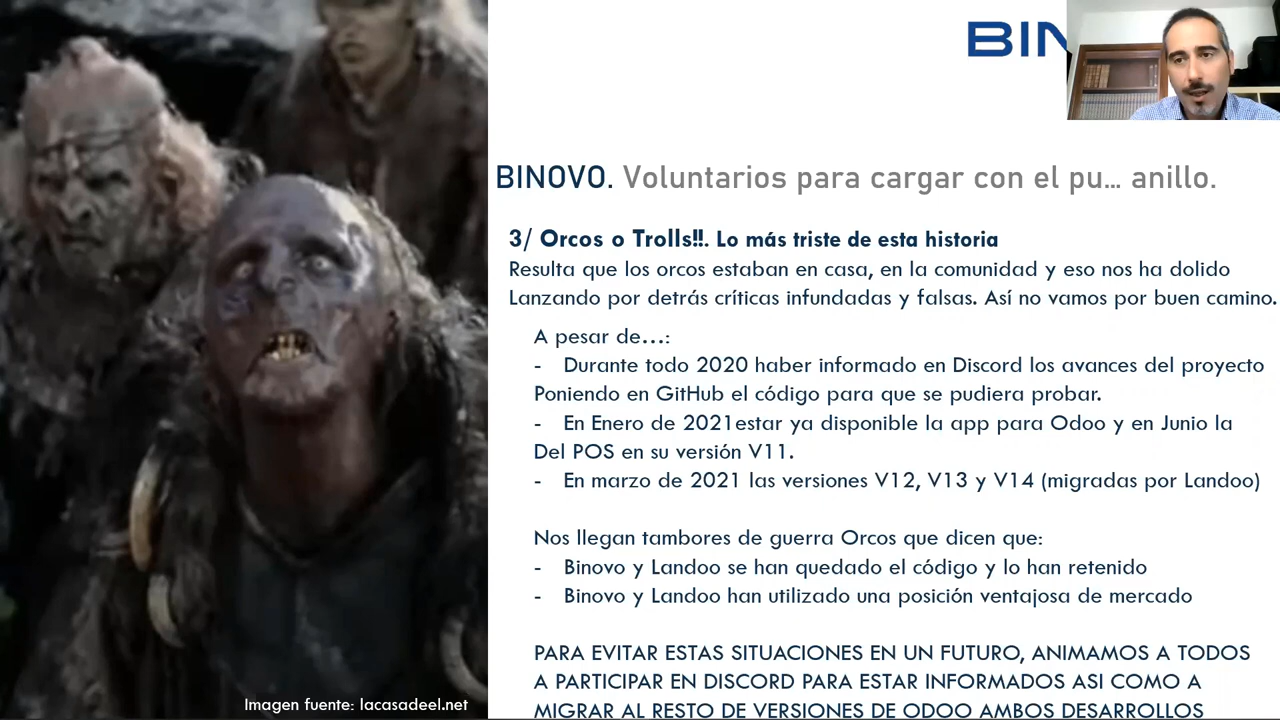 BIN
BINOVO. Voluntarios para cargar con el pu... anillo.
3/ Orcos o Trolls!!. Lo más triste de esta historia
Resulta que los orcos estaban en casa, en la comunidad y eso nos ha dolido
Lanzando por detrás críticas infundadas y falsas. Así no vamos por buen camino.
A pesar de...:
- Durante todo 2020 haber informado en Discord los avances del proyecto
Poniendo en GitHub el código para que se pudiera probar.
- En Enero de 2021estar ya disponible la app para Odoo y en Junio la
Del POS en su versión V11.
- En marzo de 2021 las versiones V12, V13 y V14 (migradas por Landoo)
Nos llegan tambores de guerra Orcos que dicen que:
- Binovo y Landoo se han quedado el código y lo han retenido
- Binovo y Landoo han utilizado una posición ventajosa de mercado
PARA EVITAR ESTAS SITUACIONES EN UN FUTURO, ANIMAMOS A TODOS
A PARTICIPAR EN DISCORD PARA ESTAR INFORMADOS ASI COMO A
MIGRAR AL RESTO DE VERSIONES DE ODOO AMBOS DESARROLLOS
Imagen fuente: lacasadeel.net